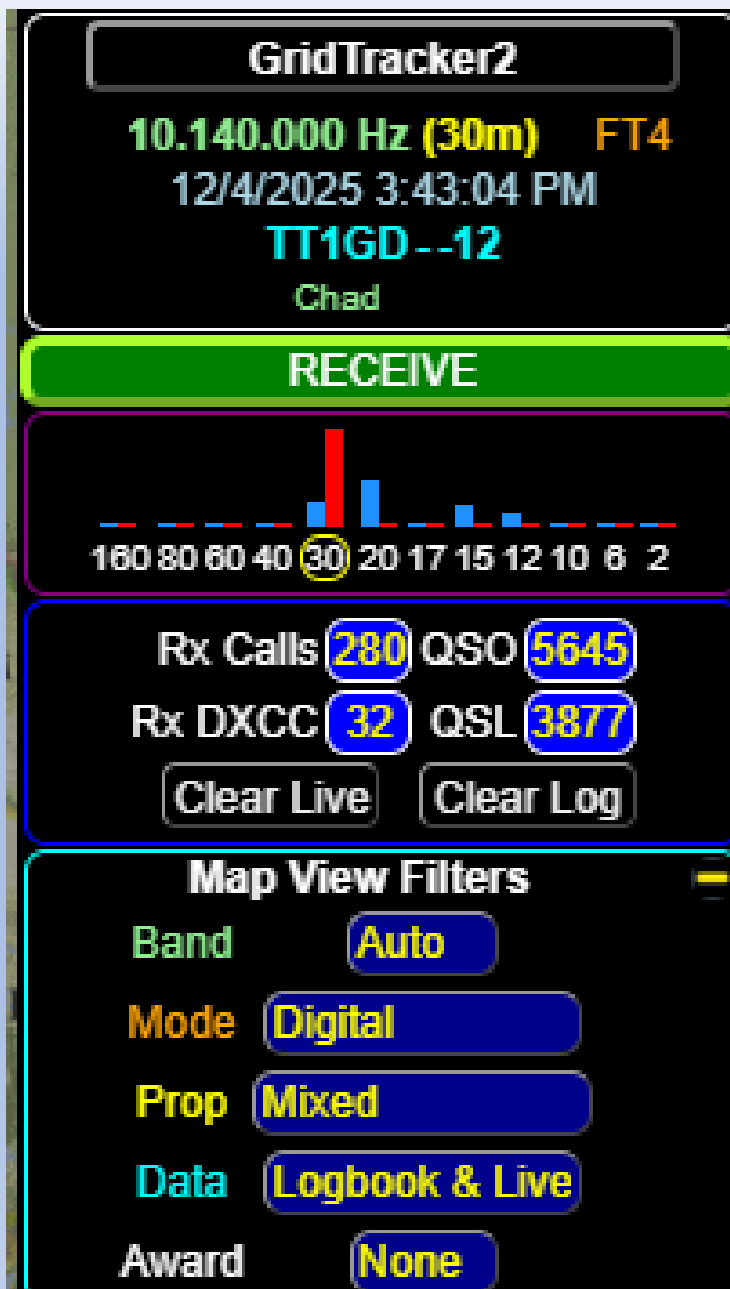 GridTracker2
10.140.000 Hz (30m) FT4
12/4/2025 3:43:04 PM
TT1GD - -12
Chad
RECEIVE
160 80 60 40 30 20 17 15 12 10 6 2
Rx Calls 280 QSO 5645
Rx DXCC 32 QSL 3877
Clear Live Clear Log
Map View Filters
Band Auto
Mode Digital
Prop Mixed
Data Logbook & Live
Award None